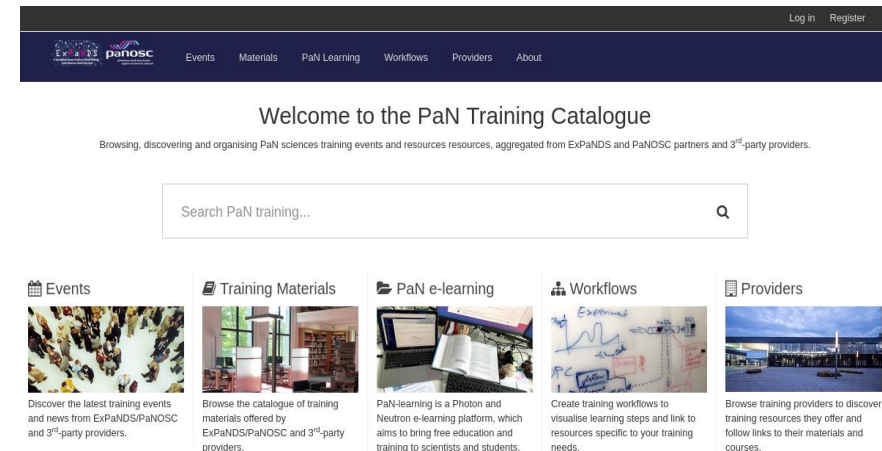 Log in Register
ExPaNDS panosc Events Materials PaN Learning Workflows Providers About
Welcome to the PaN Training Catalogue
Browsing, discovering and organising PaN sciences training events and resources resources, aggregated from ExPaNDS and PaNOSC partners and 3rd-party providers.
Search PaN training...
Events
Discover the latest training events
and news from ExPaNDS/PaNOSC
and 3rd-party providers.
Training Materials
Browse the catalogue of training
materials offered by
ExPaNDS/PaNOSC and 3rd-party
providers.
PaN e-learning
PaN-learning is a Photon and
Neutron e-learning platform, which
aims to bring free education and
training to scientists and students.
Workflows
Experiment
Create training workflows to
visualise learning steps and link to
resources specific to your training
needs.
Providers
Browse training providers to discover
training resources they offer and
follow links to their materials and
courses.